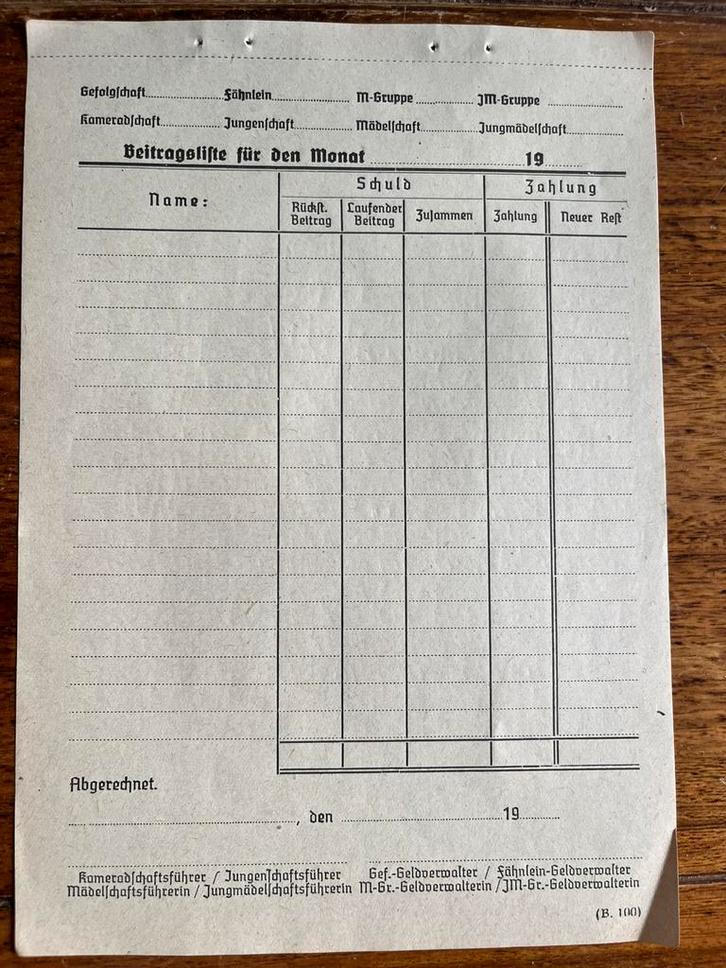 Gefolgschaft Fähnlein M-Gruppe JM-Gruppe
Kameradschaft Jungenschaft Mädelschaft Jungmädelschaft
Beitragsliste für den Monat 19
Name: Schuld Zahlung
Rückst. Beitrag Laufender Beitrag Zusammen Zahlung Neuer Rest
Abgerechnet.
, den 19
Kameradschaftsführer / Jungenschaftsführer Gef.-Geldverwalter / Fähnlein-Geldverwalter
Mädelschaftsführerin / Jungmädelschaftsführerin M-Gr.-Geldverwalterin / JM-Gr.-Geldverwalterin
(B. 100)